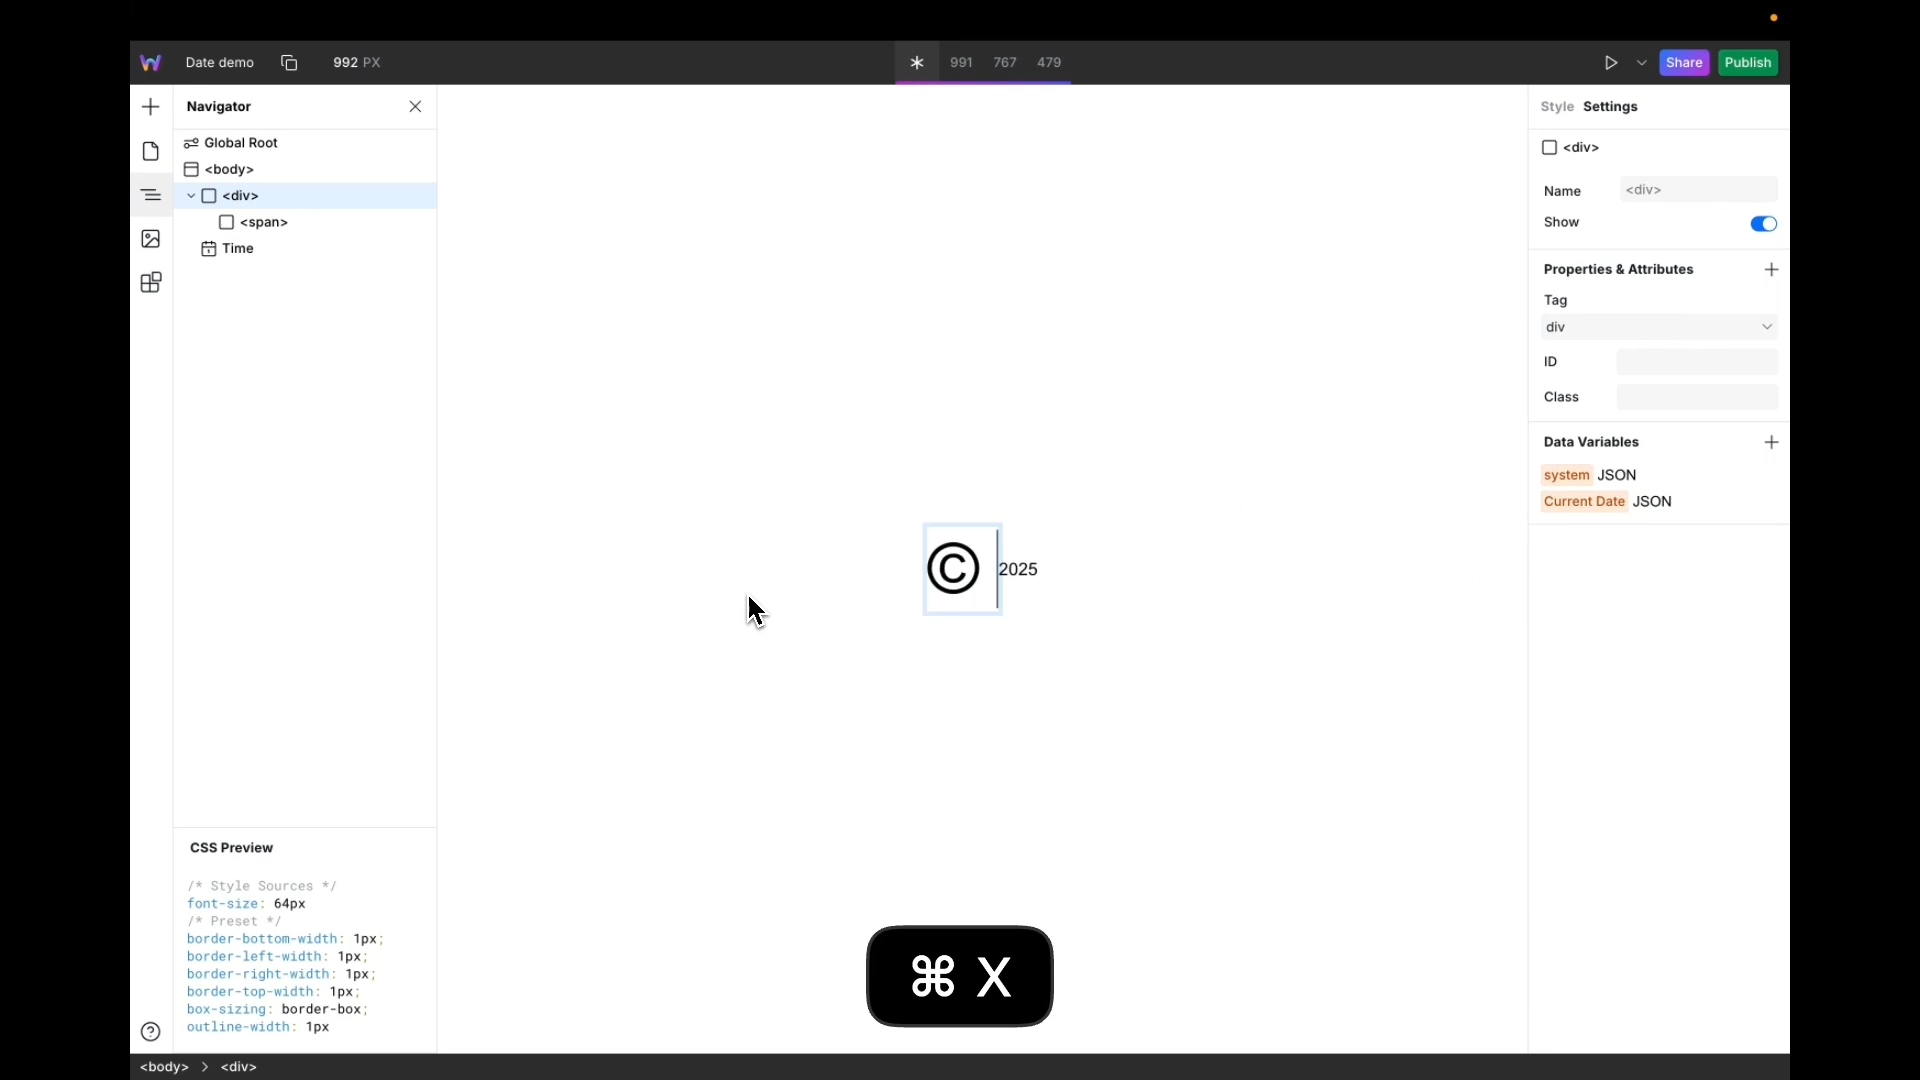 Date demo
992 PX
991 767 479
Share
Publish
Navigator
Global Root
<body>
<div>
<span>
Time
© 2025
CSS Preview
/* Style Sources */
font-size: 64px
/* Preset */
border-bottom-width: 1px;
border-left-width: 1px;
border-right-width: 1px;
border-top-width: 1px;
box-sizing: border-box;
outline-width: 1px
⌘ X
Style Settings
<div>
Name <div>
Show
Properties & Attributes
Tag
div
ID
Class
Data Variables
system JSON
Current Date JSON
<body> > <div>